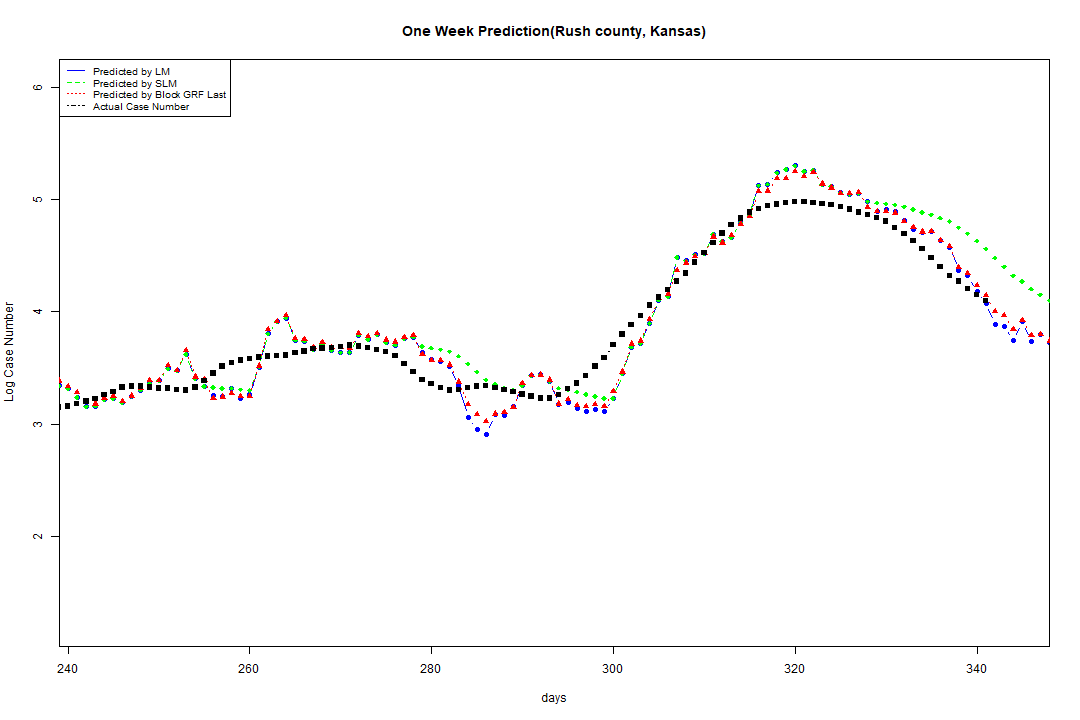 One Week Prediction(Rush county, Kansas)
Predicted by LM
Predicted by SLM
Predicted by Block GRF Last
Actual Case Number
6
5
4
3
2
Log Case Number
240 260 280 300 320 340
days